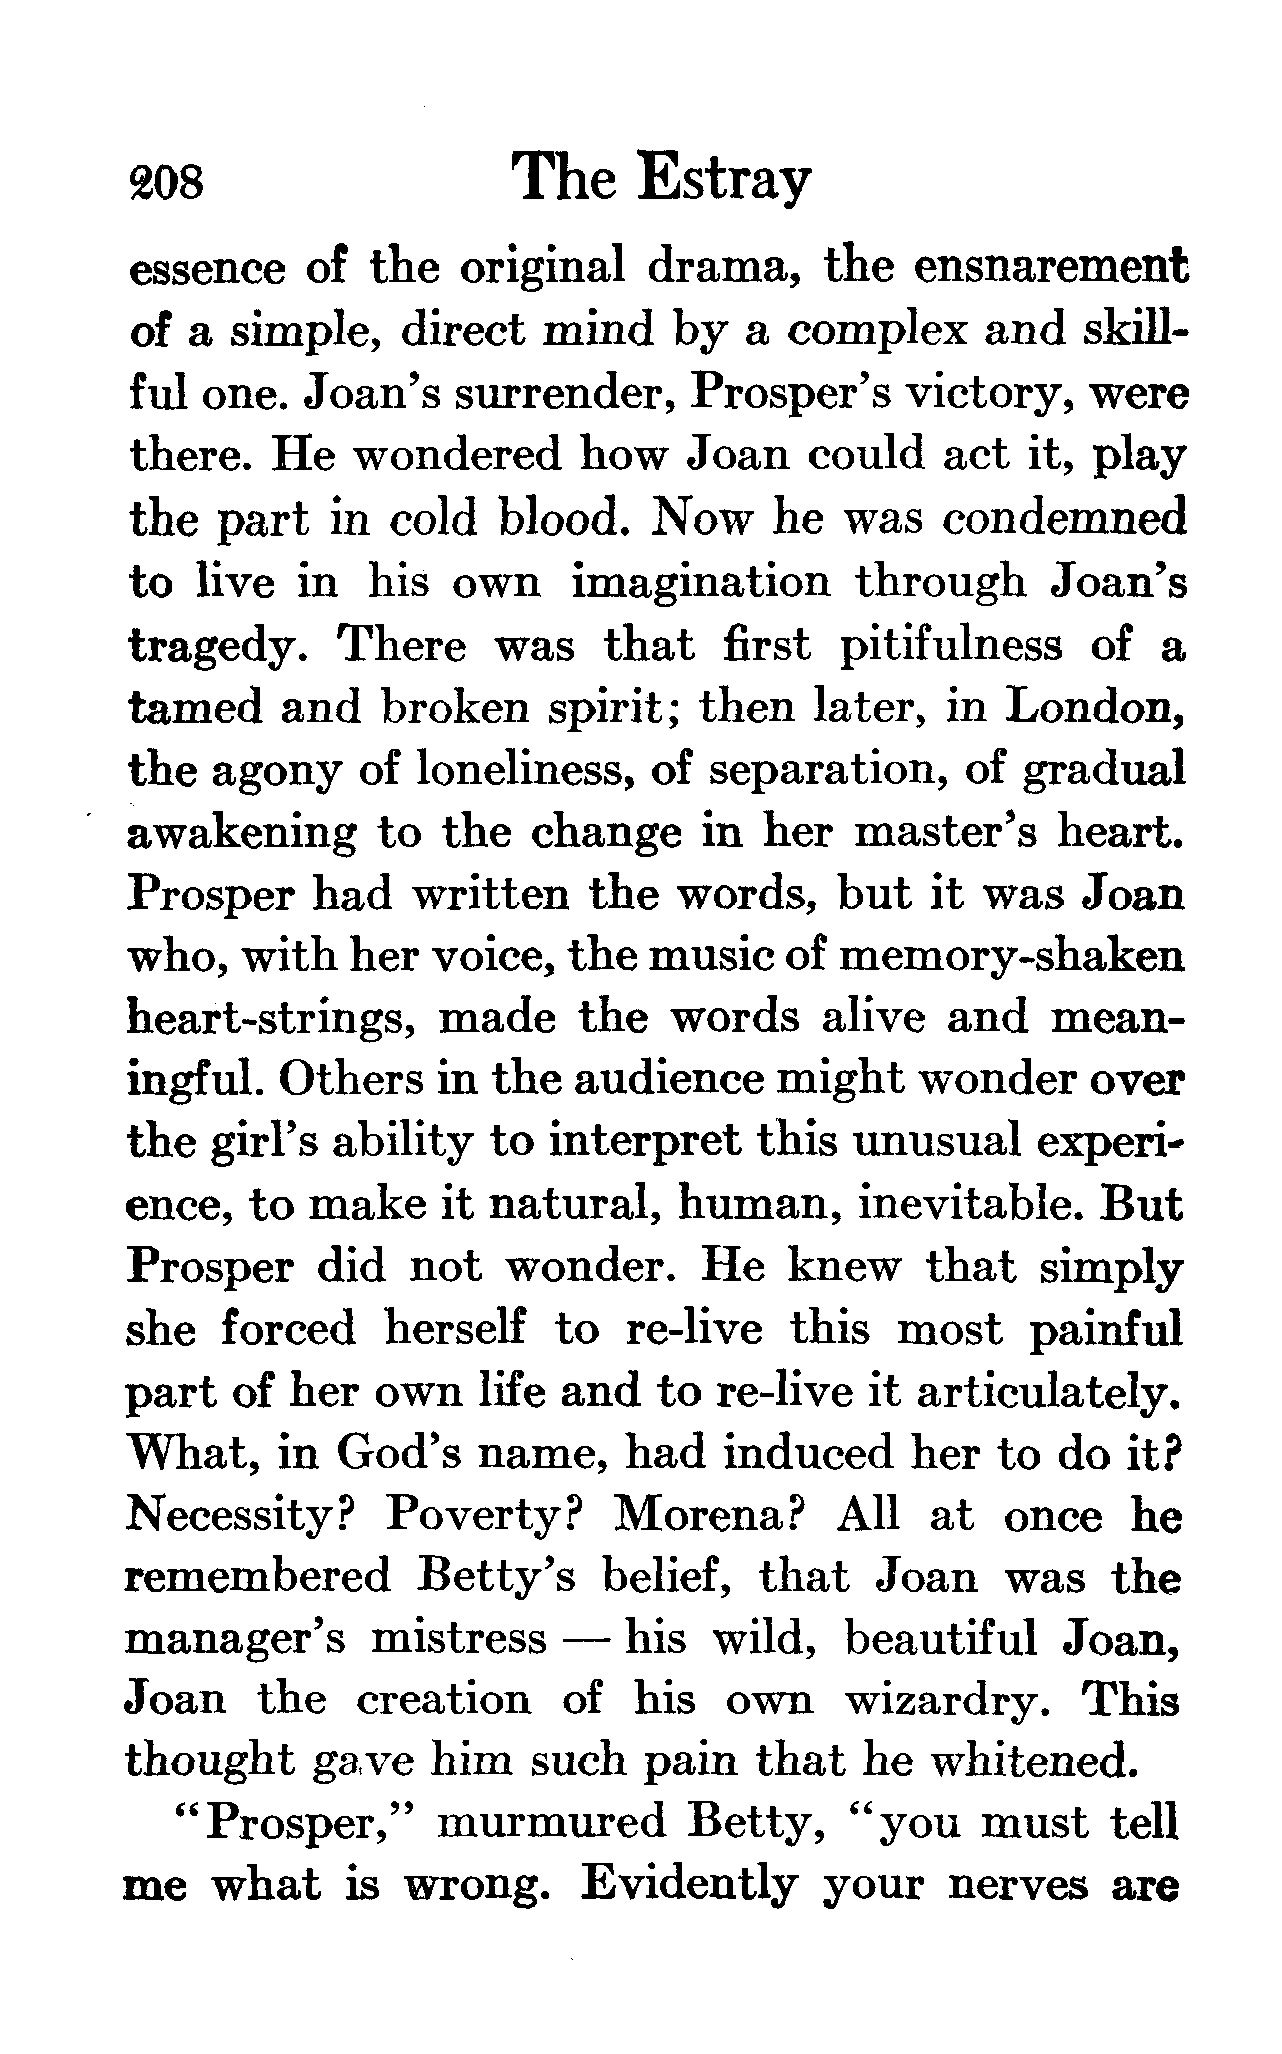 208 The Estray
essence of the original drama, the ensnarement
of a simple, direct mind by a complex and skill-
ful one. Joan's surrender, Prosper's victory, were
there. He wondered how Joan could act it, play
the part in cold blood. Now he was condemned
to live in his own imagination through Joan's
tragedy. There was that first pitifulness of a
tamed and broken spirit; then later, in London,
the agony of loneliness, of separation, of gradual
awakening to the change in her master's heart.
Prosper had written the words, but it was Joan
who, with her voice, the music of memory-shaken
heart-strings, made the words alive and mean-
ingful. Others in the audience might wonder over
the girl's ability to interpret this unusual experi-
ence, to make it natural, human, inevitable. But
Prosper did not wonder. He knew that simply
she forced herself to re-live this most painful
part of her own life and to re-live it articulately.
What, in God's name, had induced her to do it?
Necessity? Poverty? Morena? All at once he
remembered Betty's belief, that Joan was the
manager's mistress — his wild, beautiful Joan,
Joan the creation of his own wizardry. This
thought gave him such pain that he whitened.
"Prosper," murmured Betty, "you must tell
me what is wrong. Evidently your nerves are